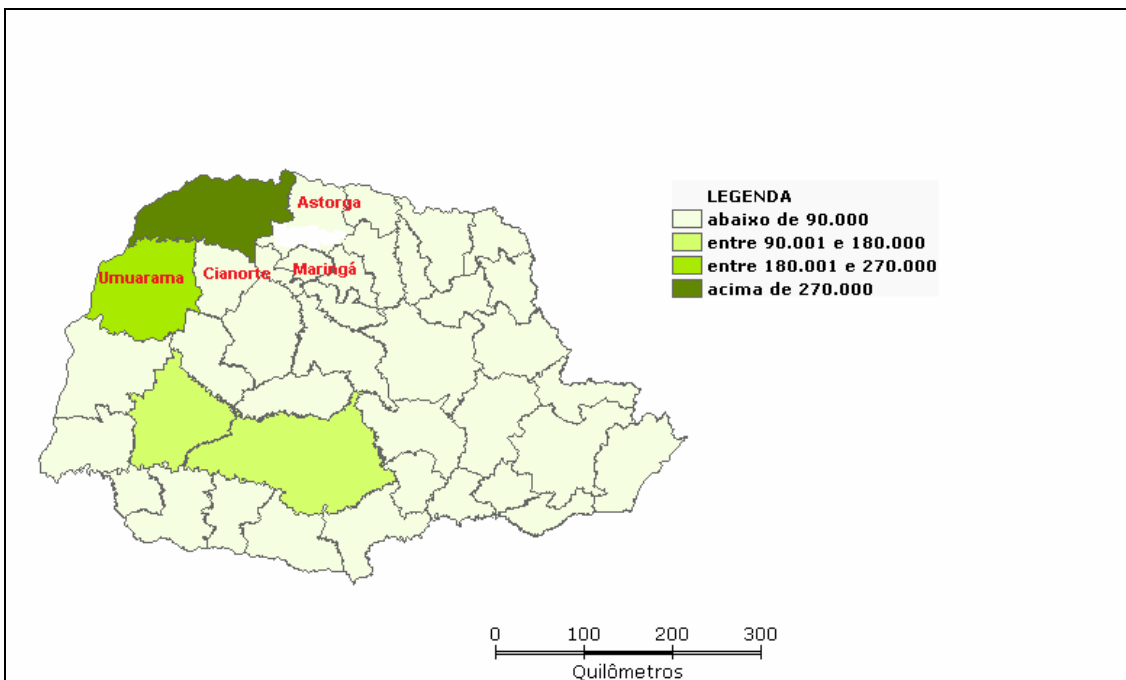 Astorga
Umuarama
Cianorte
Maringá
LEGENDA
abaixo de 90.000
entre 90.001 e 180.000
entre 180.001 e 270.000
acima de 270.000
0 100 200 300
Quilômetros